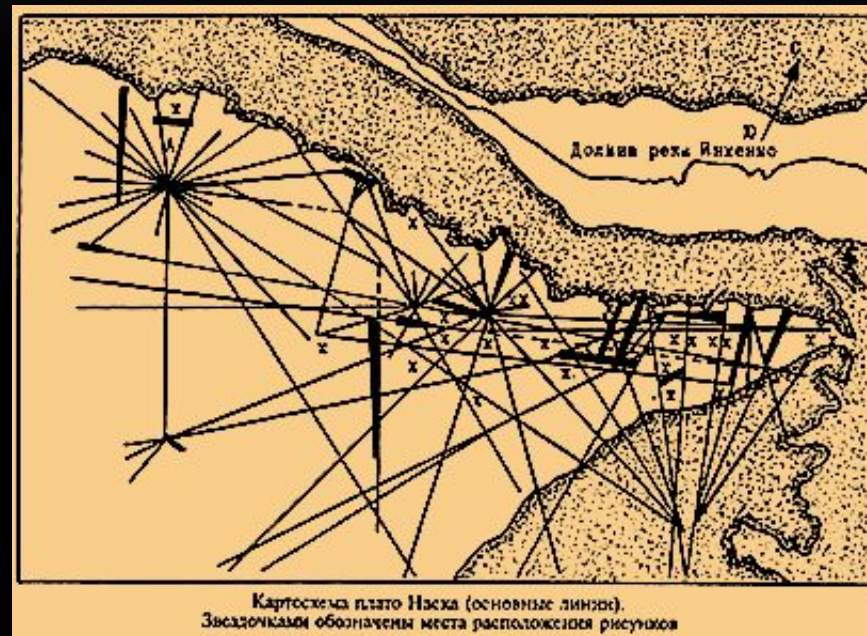 С
Ю
Долина реки Инхенио
Картосхема плато Наска (основные линии).
Звездочками обозначены места расположения рисунков